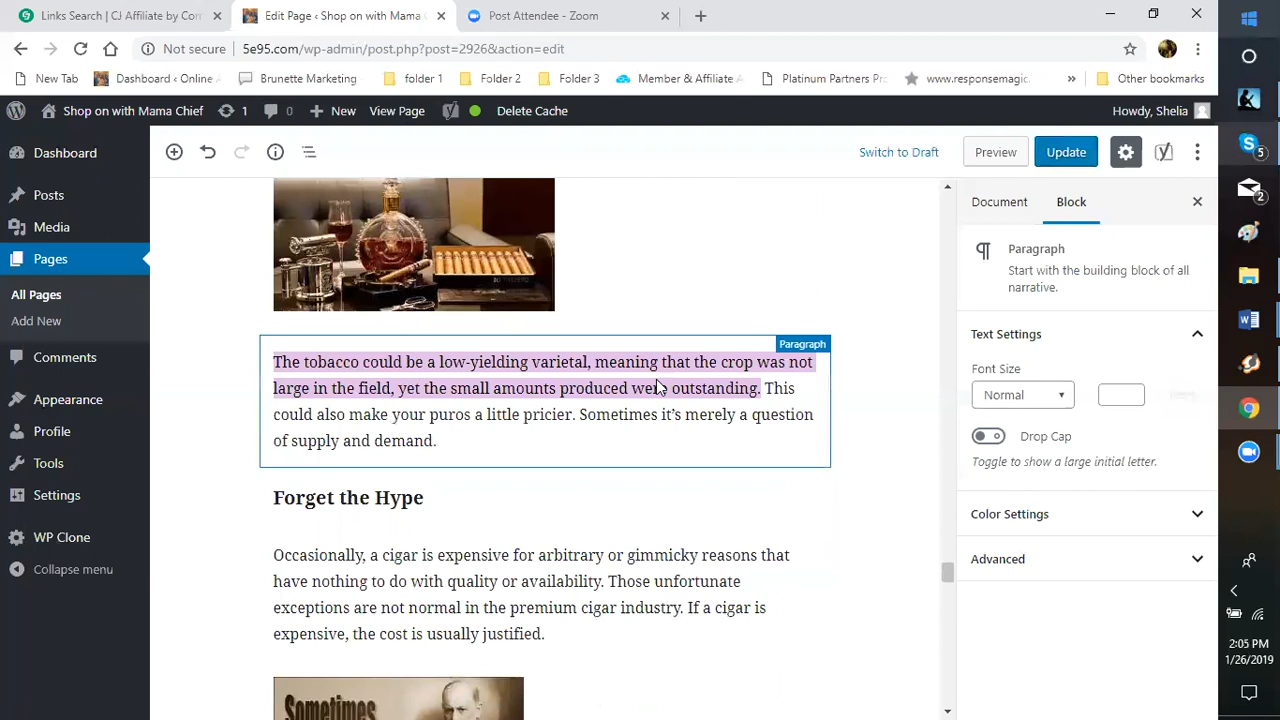 Links Search | CJ Affiliate by Com
Edit Page ‹ Shop on with Mama
Post Attendee - Zoom
Not secure
5e95.com/wp-admin/post.php?post=2926&action=edit
New Tab
Dashboard ‹ Online
Brunette Marketing
folder 1
Folder 2
Folder 3
Member & Affiliate
Platinum Partners
www.responsemagic.
»
Other bookmarks
Shop on with Mama Chief
1
0
New
View Page
Delete Cache
Howdy, Shelia
Dashboard
Posts
Media
Pages
All Pages
Add New
Comments
Appearance
Profile
Tools
Settings
WP Clone
Collapse menu
Switch to Draft
Preview
Update
Paragraph
The tobacco could be a low-yielding varietal, meaning that the crop was not
large in the field, yet the small amounts produced were outstanding. This
could also make your puros a little pricier. Sometimes it’s merely a question
of supply and demand.
Forget the Hype
Occasionally, a cigar is expensive for arbitrary or gimmicky reasons that
have nothing to do with quality or availability. Those unfortunate
exceptions are not normal in the premium cigar industry. If a cigar is
expensive, the cost is usually justified.
Sometimes
Document
Block
Paragraph
Start with the building block of all
narrative.
Text Settings
Font Size
Normal
Drop Cap
Toggle to show a large initial letter.
Color Settings
Advanced
5
2
2:05 PM
1/26/2019